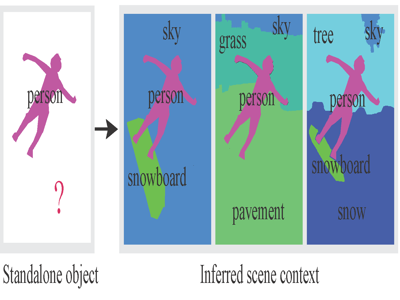 person
?
Standalone object
sky
person
snowboard
sky
grass
person
pavement
tree
sky
person
snowboard
snow
Inferred scene context